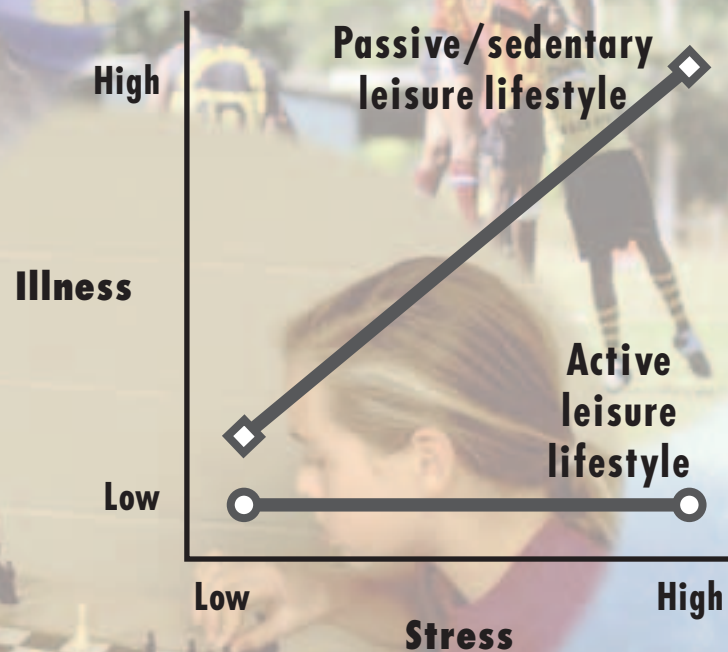 Passive/sedentary
leisure lifestyle
High
Illness
Active
leisure
lifestyle
Low
Low
High
Stress